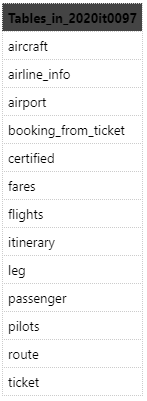 Tables_in_2020it0097
aircraft
airline_info
airport
booking_from_ticket
certified
fares
flights
itinerary
leg
passenger
pilots
route
ticket